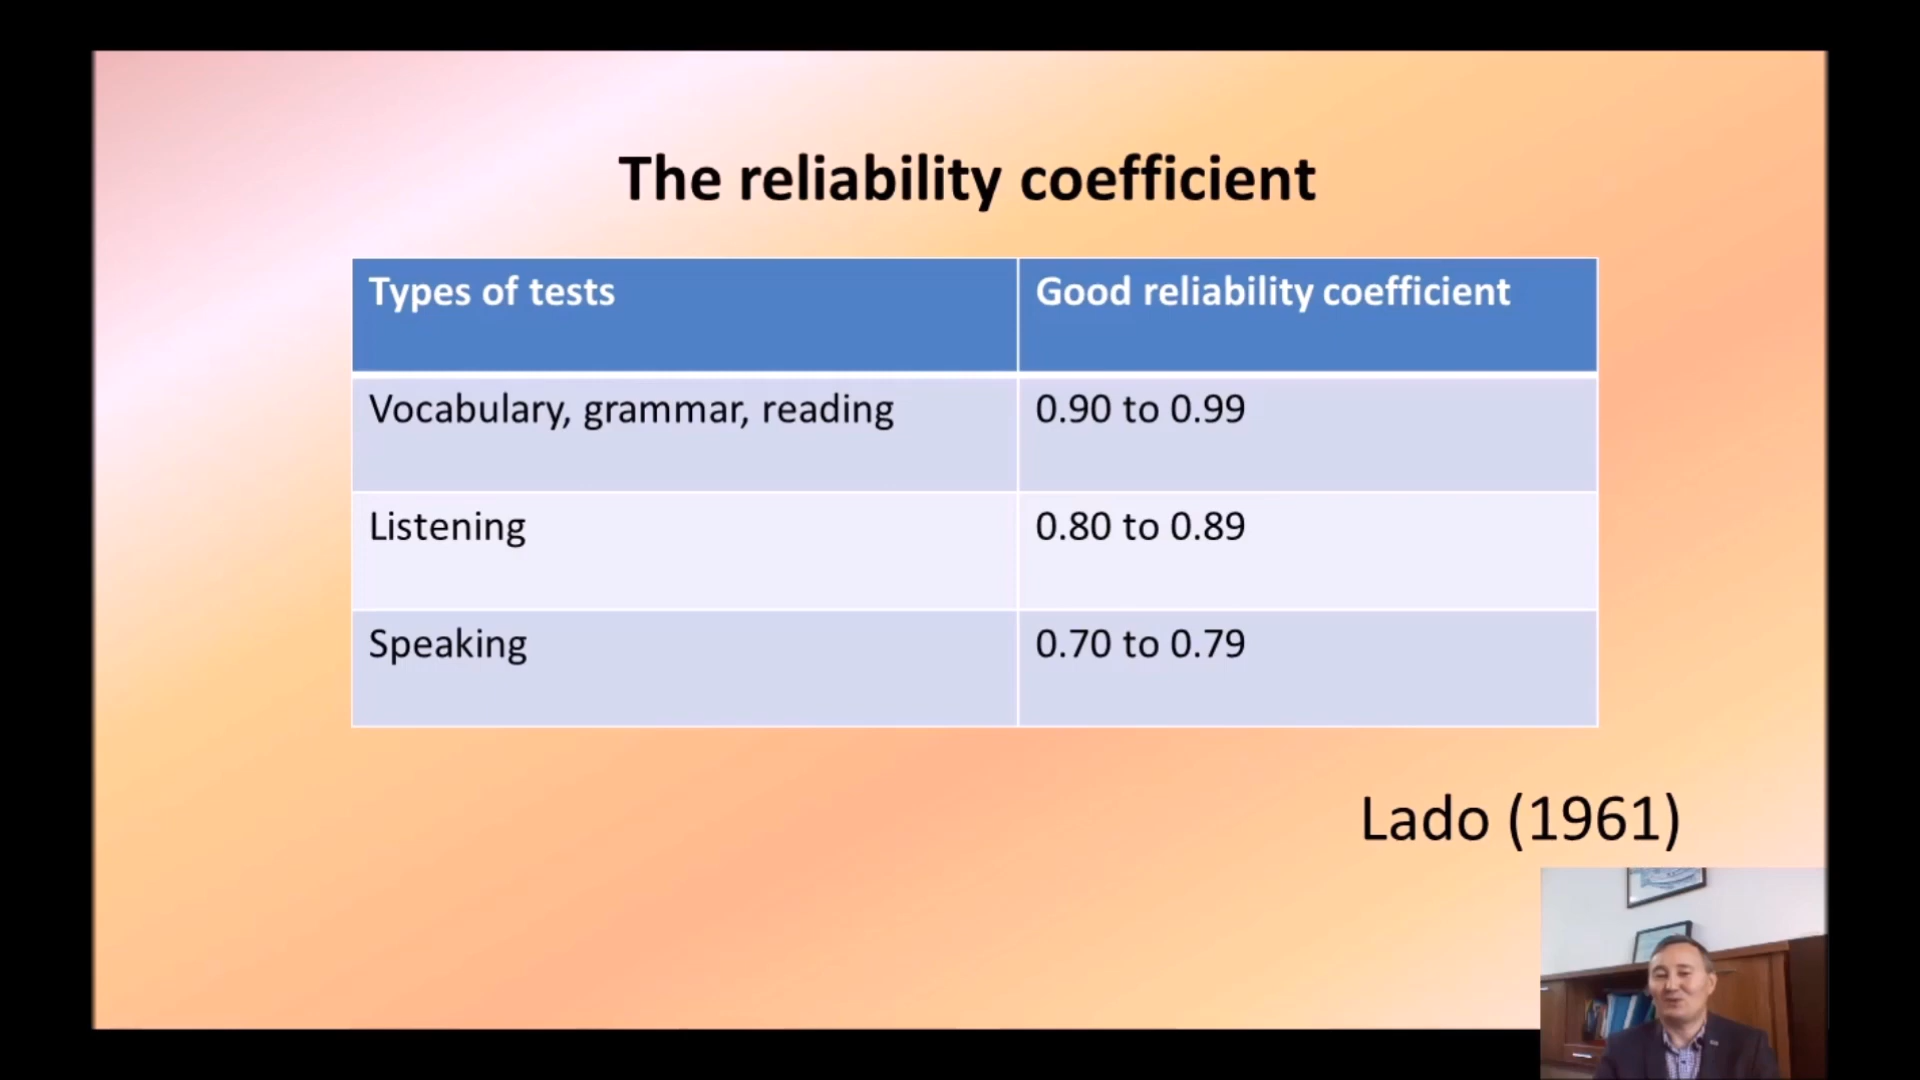 The reliability coefficient
Types of tests
Good reliability coefficient
Vocabulary, grammar, reading
0.90 to 0.99
Listening
0.80 to 0.89
Speaking
0.70 to 0.79
Lado (1961)